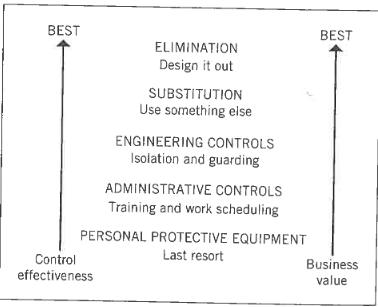 BEST
BEST
ELIMINATION
Design it out
SUBSTITUTION
Use something else
ENGINEERING CONTROLS
Isolation and guarding
ADMINISTRATIVE CONTROLS
Training and work scheduling
PERSONAL PROTECTIVE EQUIPMENT
Last resort
Control
effectiveness
Business
value